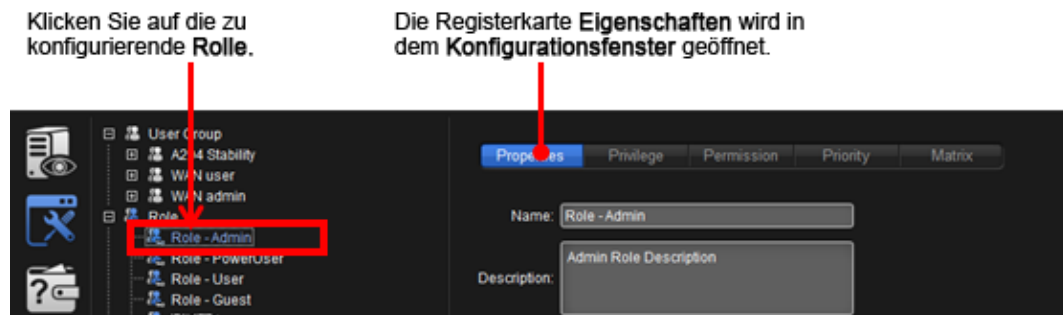 Klicken Sie auf die zu
konfigurierende Rolle.
Die Registerkarte Eigenschaften wird in
dem Konfigurationsfenster geöffnet.
User Group
A294 Stability
WAN user
WAN admin
Role
Role - Admin
Role - PowerUser
Role - User
Role - Guest
Properties
Privilege
Permission
Priority
Matrix
Name:
Role - Admin
Description:
Admin Role Description